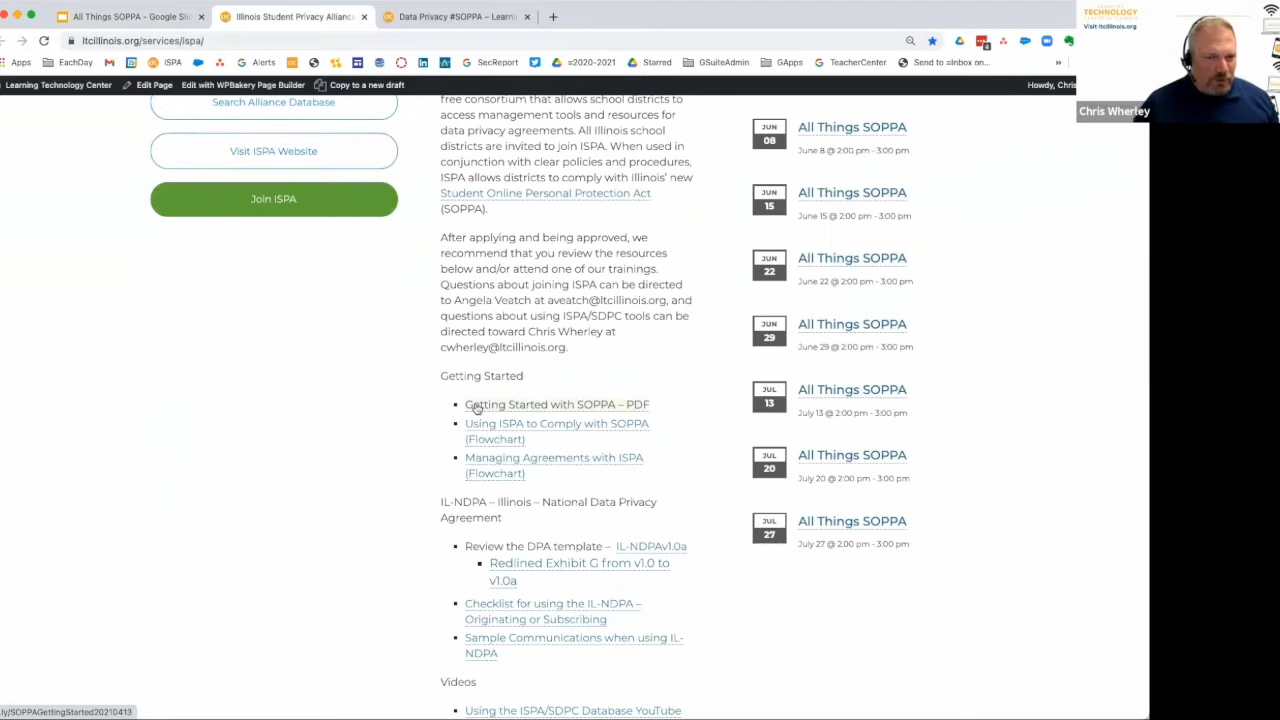 All Things SOPPA - Google Slid
Illinois Student Privacy Allianc
Data Privacy #SOPPA – Learni
ltcillinois.org/services/ispa/
Apps
EachDay
ISPA
Alerts
SecReport
=2020-2021
Starred
GSuiteAdmin
GApps
TeacherCenter
Send to =Inbox on...
Learning Technology Center
Edit Page
Edit with WPBakery Page Builder
Copy to a new draft
Howdy, Chris
LEARNING
TECHNOLOGY
CENTER OF ILLINOIS
Visit ltcillinois.org
Chris Wherley
Search Alliance Database
Visit ISPA Website
Join ISPA
free consortium that allows school districts to
access management tools and resources for
data privacy agreements. All Illinois school
districts are invited to join ISPA. When used in
conjunction with clear policies and procedures,
ISPA allows districts to comply with Illinois' new
Student Online Personal Protection Act
(SOPPA).
After applying and being approved, we
recommend that you review the resources
below and/or attend one of our trainings.
Questions about joining ISPA can be directed
to Angela Veatch at aveatch@ltcillinois.org, and
questions about using ISPA/SDPC tools can be
directed toward Chris Wherley at
cwherley@ltcillinois.org.
Getting Started
Getting Started with SOPPA – PDF
Using ISPA to Comply with SOPPA
(Flowchart)
Managing Agreements with ISPA
(Flowchart)
IL-NDPA – Illinois – National Data Privacy
Agreement
Review the DPA template – IL-NDPAv1.0a
Redlined Exhibit G from v1.0 to
v1.0a
Checklist for using the IL-NDPA –
Originating or Subscribing
Sample Communications when using IL-
NDPA
Videos
Using the ISPA/SDPC Database YouTube
JUN
08
All Things SOPPA
June 8 @ 2:00 pm - 3:00 pm
JUN
15
All Things SOPPA
June 15 @ 2:00 pm - 3:00 pm
JUN
22
All Things SOPPA
June 22 @ 2:00 pm - 3:00 pm
JUN
29
All Things SOPPA
June 29 @ 2:00 pm - 3:00 pm
JUL
13
All Things SOPPA
July 13 @ 2:00 pm - 3:00 pm
JUL
20
All Things SOPPA
July 20 @ 2:00 pm - 3:00 pm
JUL
27
All Things SOPPA
July 27 @ 2:00 pm - 3:00 pm
.ly/SOPPAGettingStarted20210413